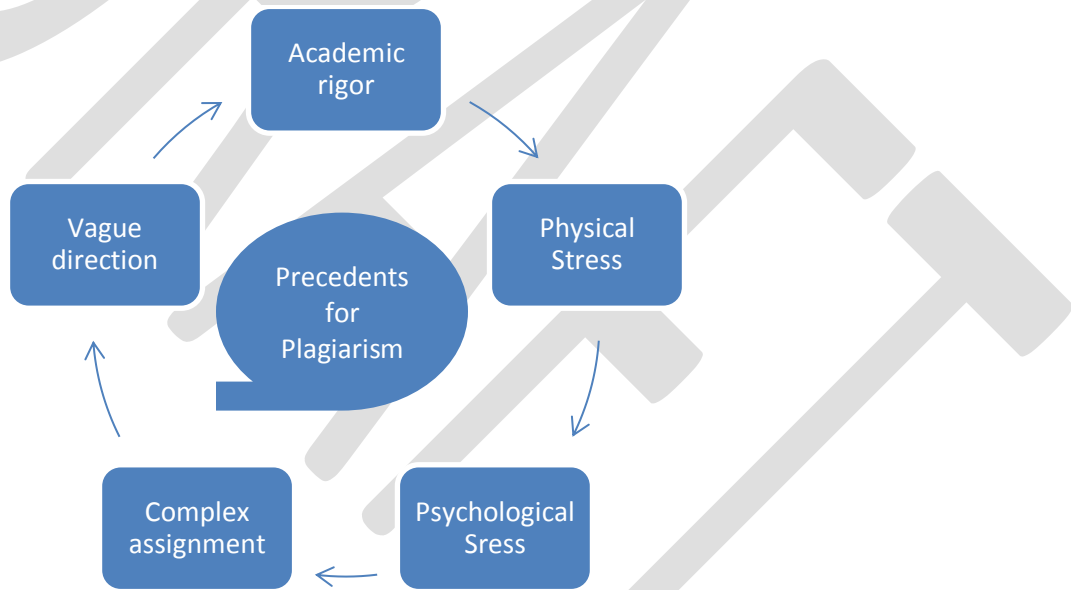 Academic
rigor
Physical
Stress
Psychological
Sress
Complex
assignment
Vague
direction
Precedents
for
Plagiarism